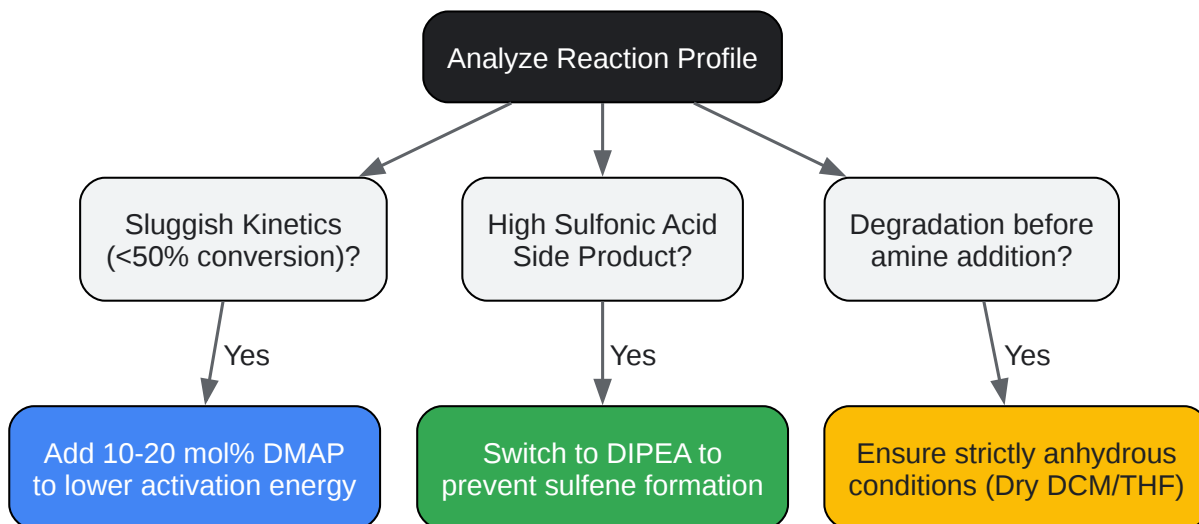 Analyze Reaction Profile
Sluggish Kinetics
(<50% conversion)?
High Sulfonic Acid
Side Product?
Degradation before
amine addition?
Yes
Yes
Yes
Add 10-20 mol% DMAP
to lower activation energy
Switch to DIPEA to
prevent sulfene formation
Ensure strictly anhydrous
conditions (Dry DCM/THF)